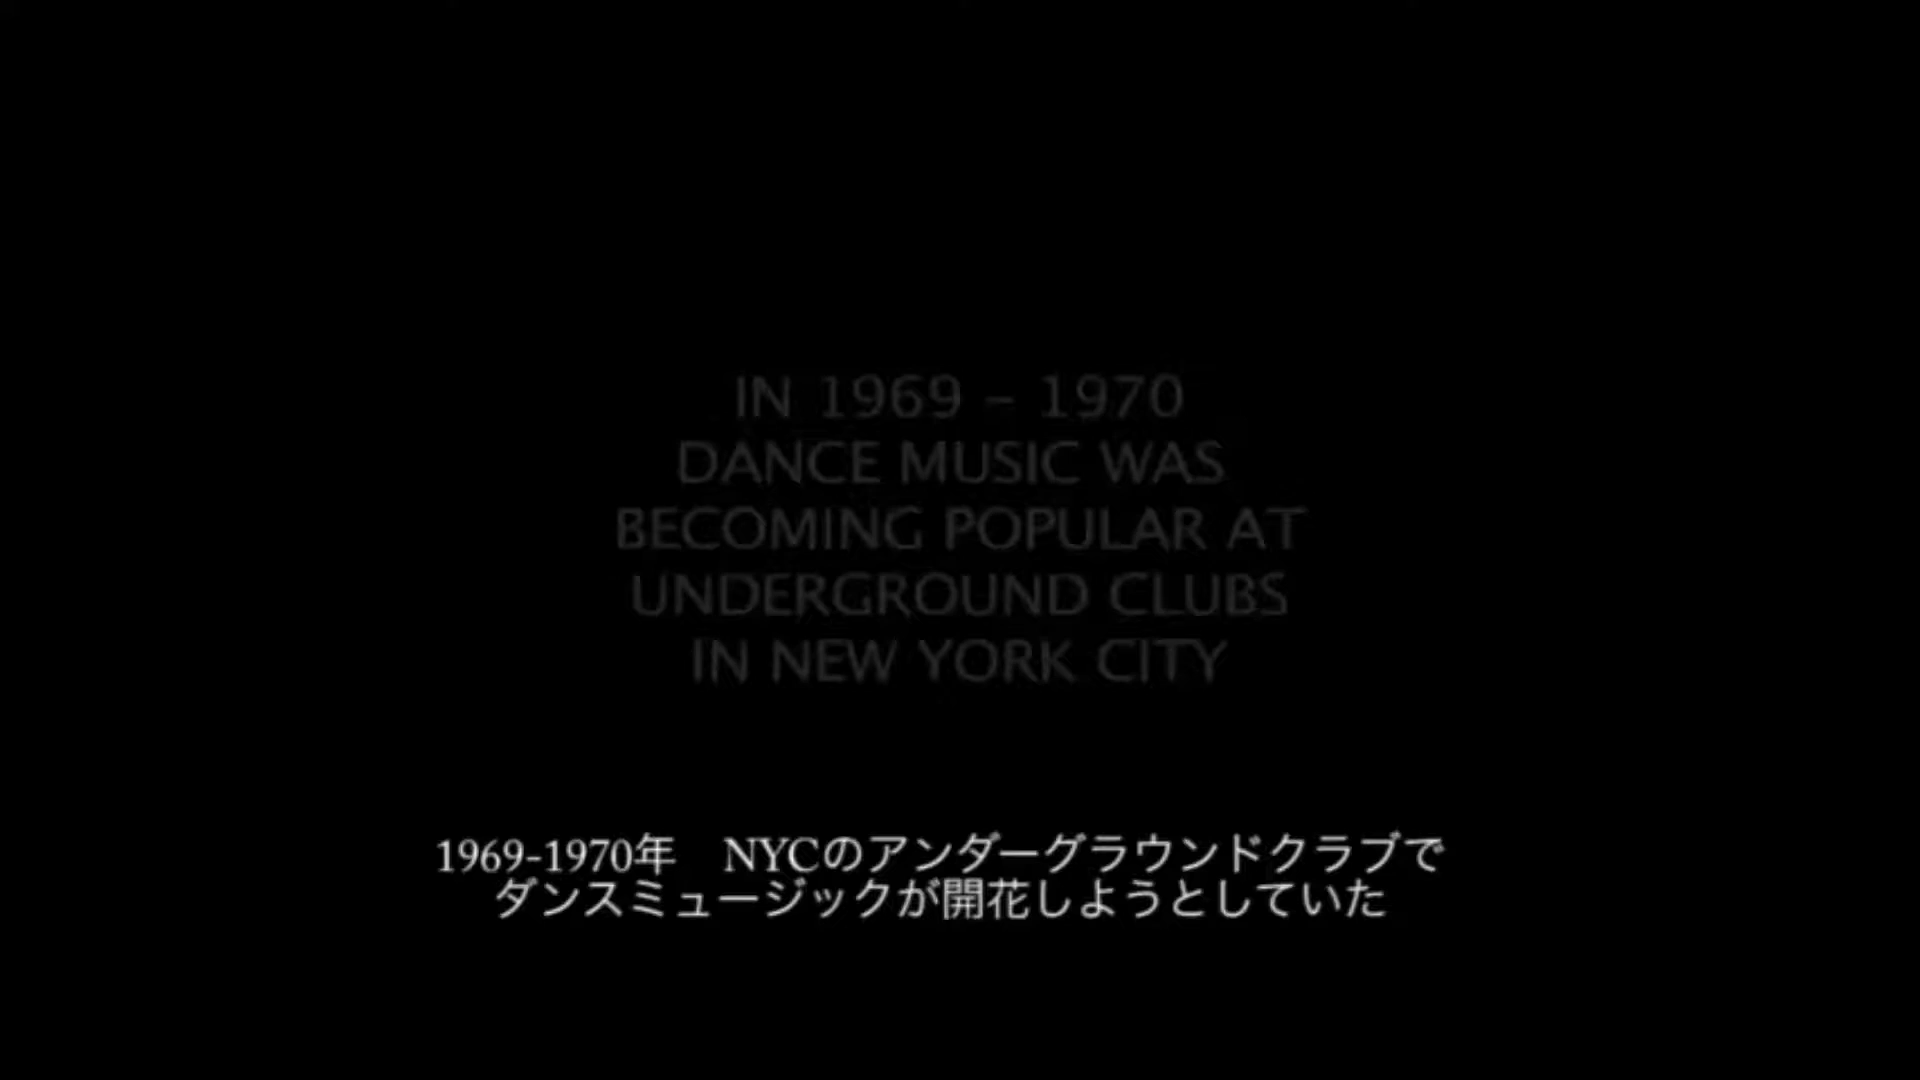 IN 1969 – 1970
DANCE MUSIC WAS
BECOMING POPULAR AT
UNDERGROUND CLUBS
IN NEW YORK CITY
1969-1970年　NYCのアンダーグラウンドクラブで
ダンスミュージックが開花しようとしていた